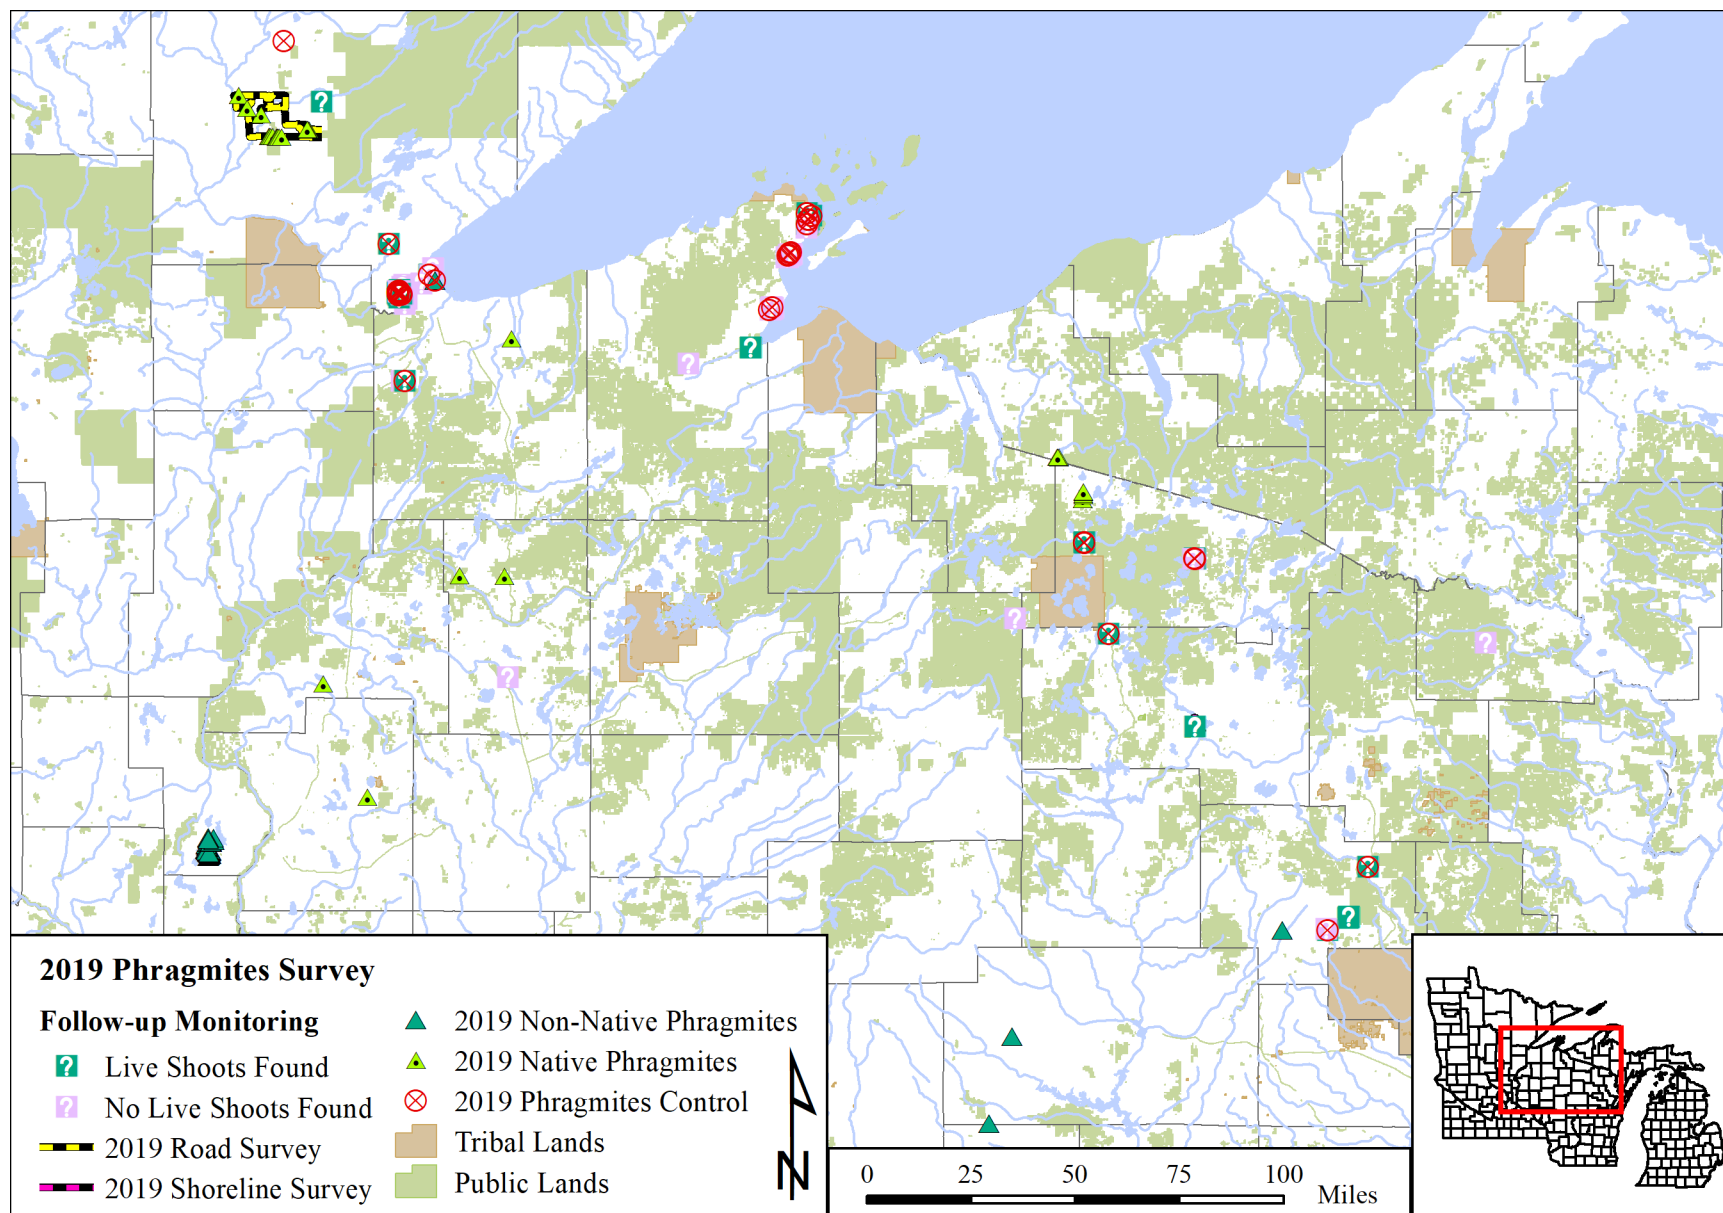 2019 Phragmites Survey
Follow-up Monitoring
? Live Shoots Found
? No Live Shoots Found
2019 Road Survey
2019 Shoreline Survey
2019 Non-Native Phragmites
2019 Native Phragmites
2019 Phragmites Control
Tribal Lands
Public Lands
N
0 25 50 75 100
Miles